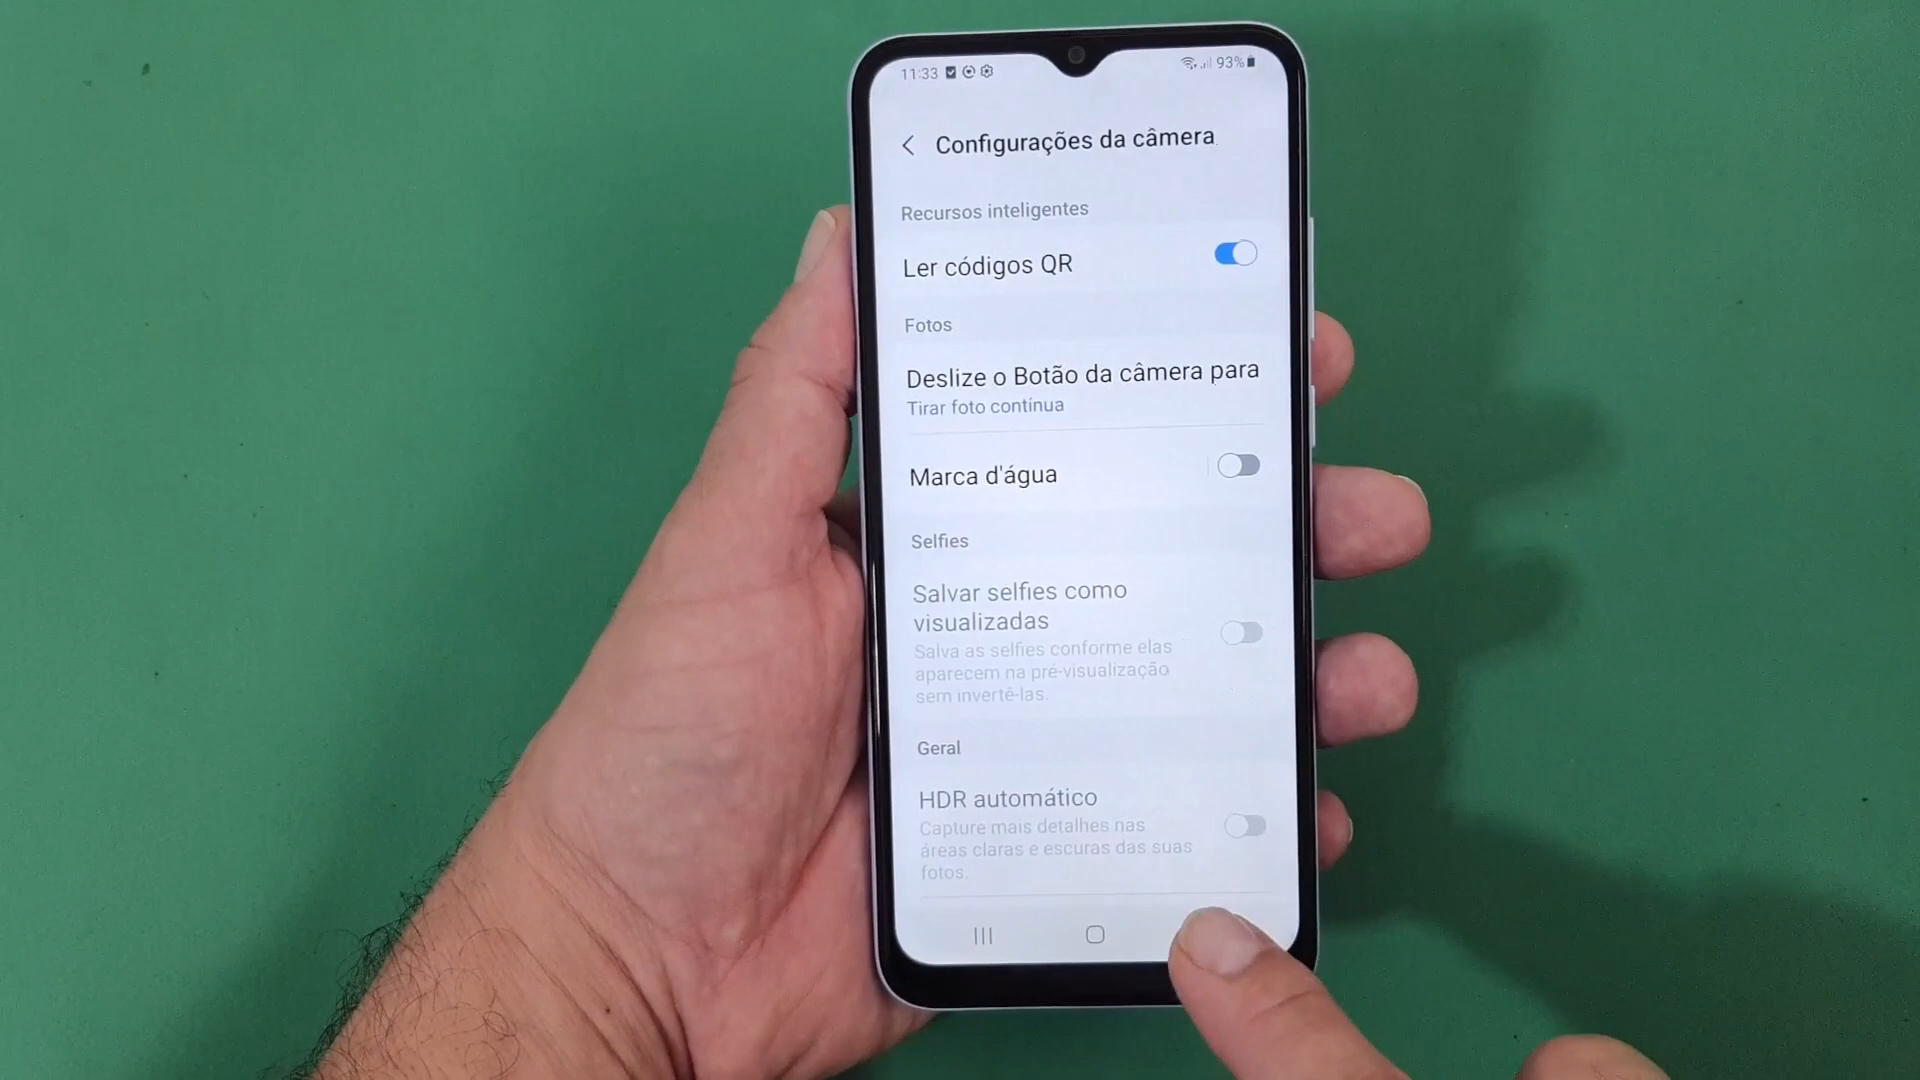 11:33 93%
Configurações da câmera
Recursos inteligentes
Ler códigos QR
Fotos
Deslize o Botão da câmera para
Tirar foto contínua
Marca d'água
Selfies
Salvar selfies como
visualizadas
Salva as selfies conforme elas
aparecem na pré-visualização
sem invertê-las.
Geral
HDR automático
Capture mais detalhes nas
áreas claras e escuras das suas
fotos.